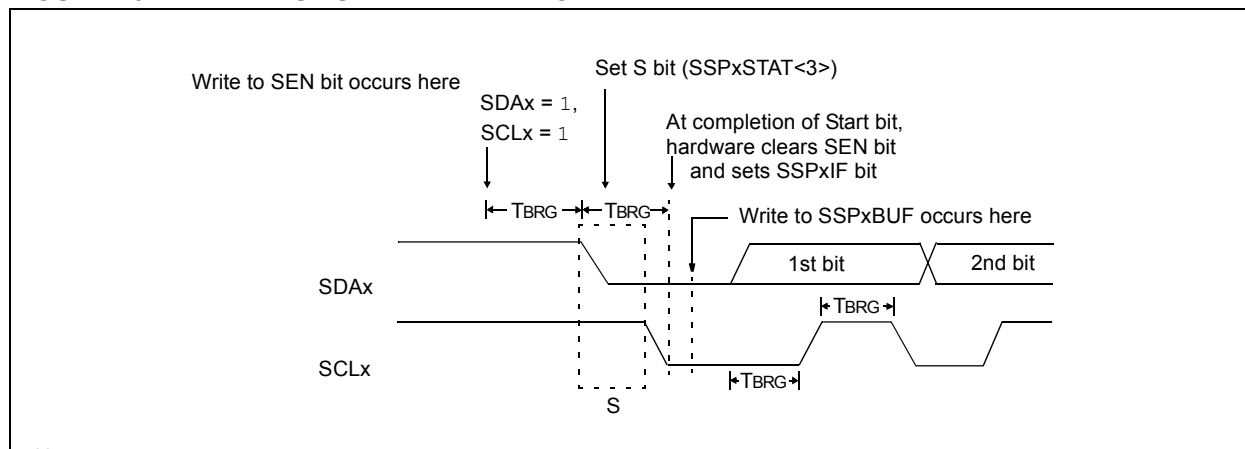 Write to SEN bit occurs here
Set S bit (SSPxSTAT<3>)
SDAx = 1,
SCLx = 1
At completion of Start bit,
hardware clears SEN bit
and sets SSPxIF bit
TBRG
TBRG
Write to SSPxBUF occurs here
SDAx
1st bit
2nd bit
TBRG
SCLx
TBRG
S